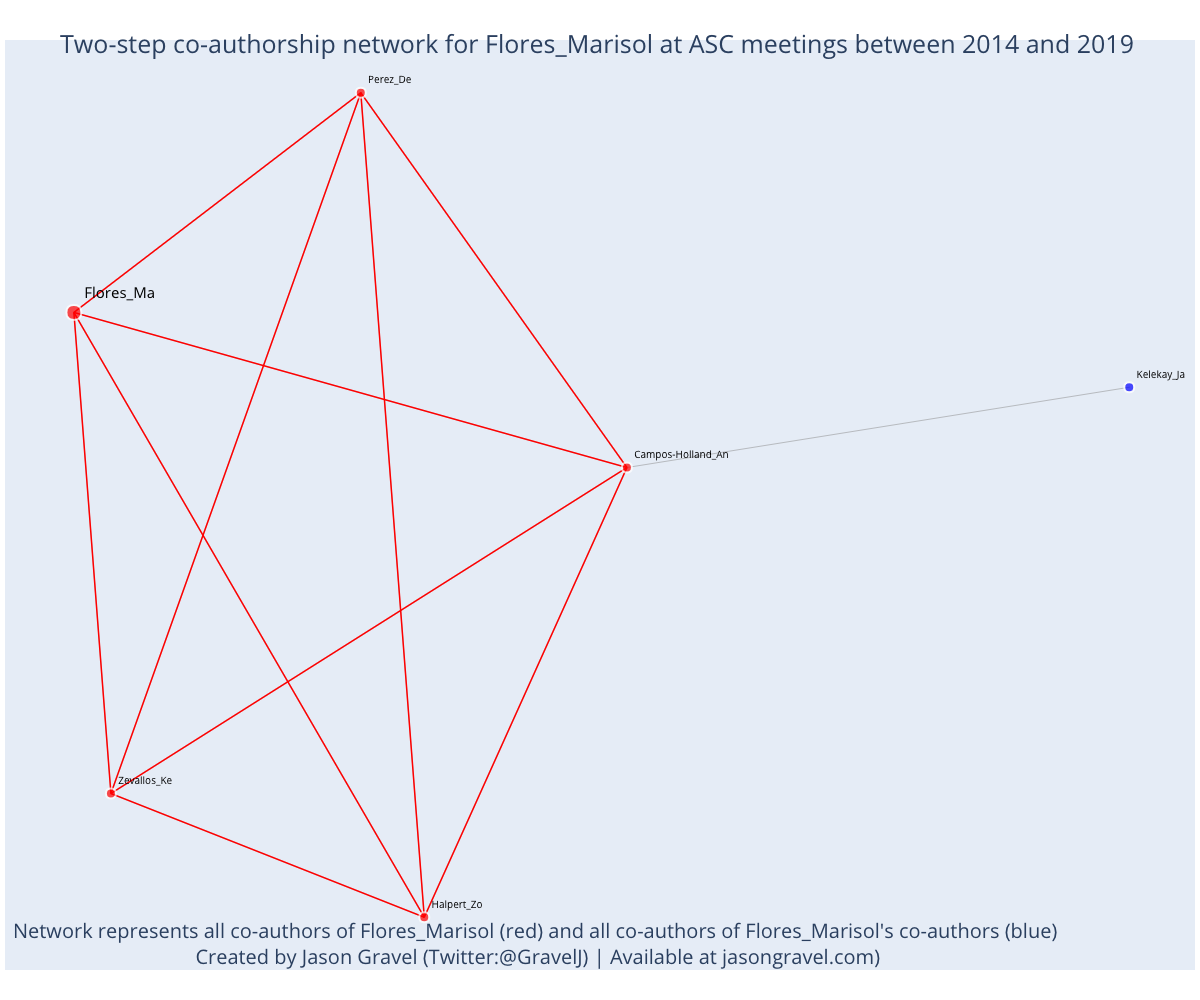 Two-step co-authorship network for Flores_Marisol at ASC meetings between 2014 and 2019
Perez_De
Flores_Ma
Kelekay_Ja
Campos-Holland_An
Zevallos_Ke
Halpert_Zo
Network represents all co-authors of Flores_Marisol (red) and all co-authors of Flores_Marisol's co-authors (blue)
Created by Jason Gravel (Twitter:@GravelJ) | Available at jasongravel.com)